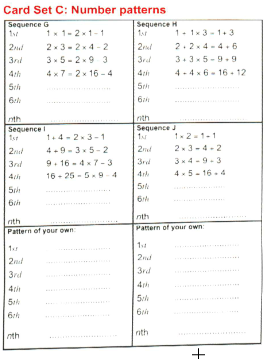 Card Set C: Number patterns
Sequence G
1st 1 × 1 = 2 × 1 − 1
2nd 2 × 3 = 2 × 4 − 2
3rd 3 × 5 = 2 × 9 3
4th 4 × 7 = 2 × 16 − 4
5th
6th
nth
Sequence H
1st 1 + 1 × 3 = 1 + 3
2nd 2 + 2 × 4 = 4 + 6
3rd 3 + 3 × 5 = 9 + 9
4th 4 + 4 × 6 = 16 + 12
5th
6th
nth
Sequence I
1st 1 + 4 = 2 × 3 − 1
2nd 4 + 9 = 3 × 5 − 2
3rd 9 + 16 = 4 × 7 − 3
4th 16 + 25 = 5 × 9 − 4
5th
6th
nth
Sequence J
1st 1 × 2 = 1 + 1
2nd 2 × 3 = 4 + 2
3rd 3 × 4 = 9 + 3
4th 4 × 5 = 16 + 4
5th
6th
nth
Pattern of your own:
1st
2nd
3rd
4th
5th
6th
nth
Pattern of your own:
1st
2nd
3rd
4th
5th
6th
nth